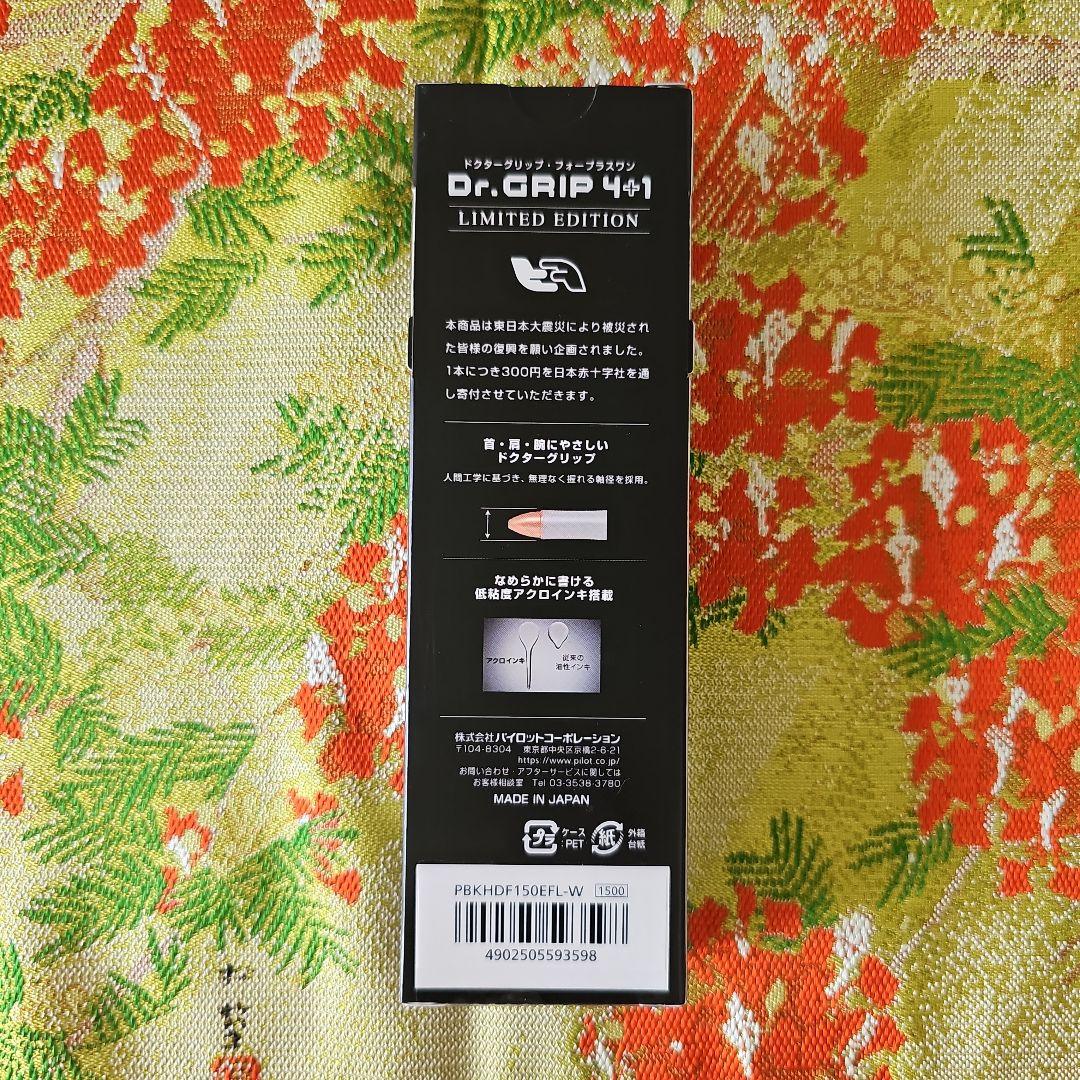 ドクターグリップ・フォープラスワン
Dr.GRIP 4+1
LIMITED EDITION
本商品は東日本大震災により被災され
た皆様の復興を願い企画されました。
1本につき300円を日本赤十字社を通
し寄付させていただきます。
首・肩・腕にやさしい
ドクターグリップ
人間工学に基づき、無理なく握れる軸径を採用。
なめらかに書ける
低粘度アクロインキ搭載
アクロインキ
従来の
油性インキ
株式会社パイロットコーポレーション
〒104-8304 東京都中央区京橋2-6-21
https://www.pilot.co.jp/
お問い合わせ・アフターサービスに関しては
お客様相談室 Tel 03-3538-3780
MADE IN JAPAN
プラ
ケース
:PET
紙
外箱
台紙
PBKHDF150EFL-W 1500
4902505593598